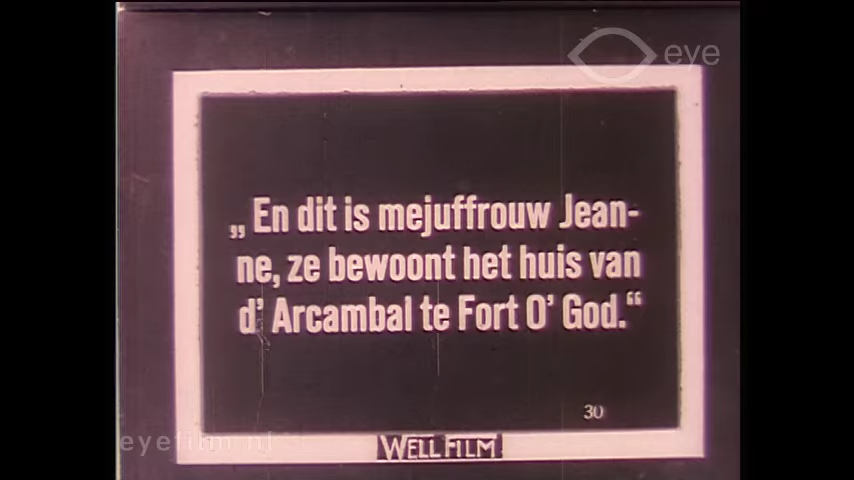 eye
„ En dit is mejuffrouw Jean-
ne, ze bewoont het huis van
d' Arcambal te Fort O' God.“
30
WELL FILM
eyefilm.nl